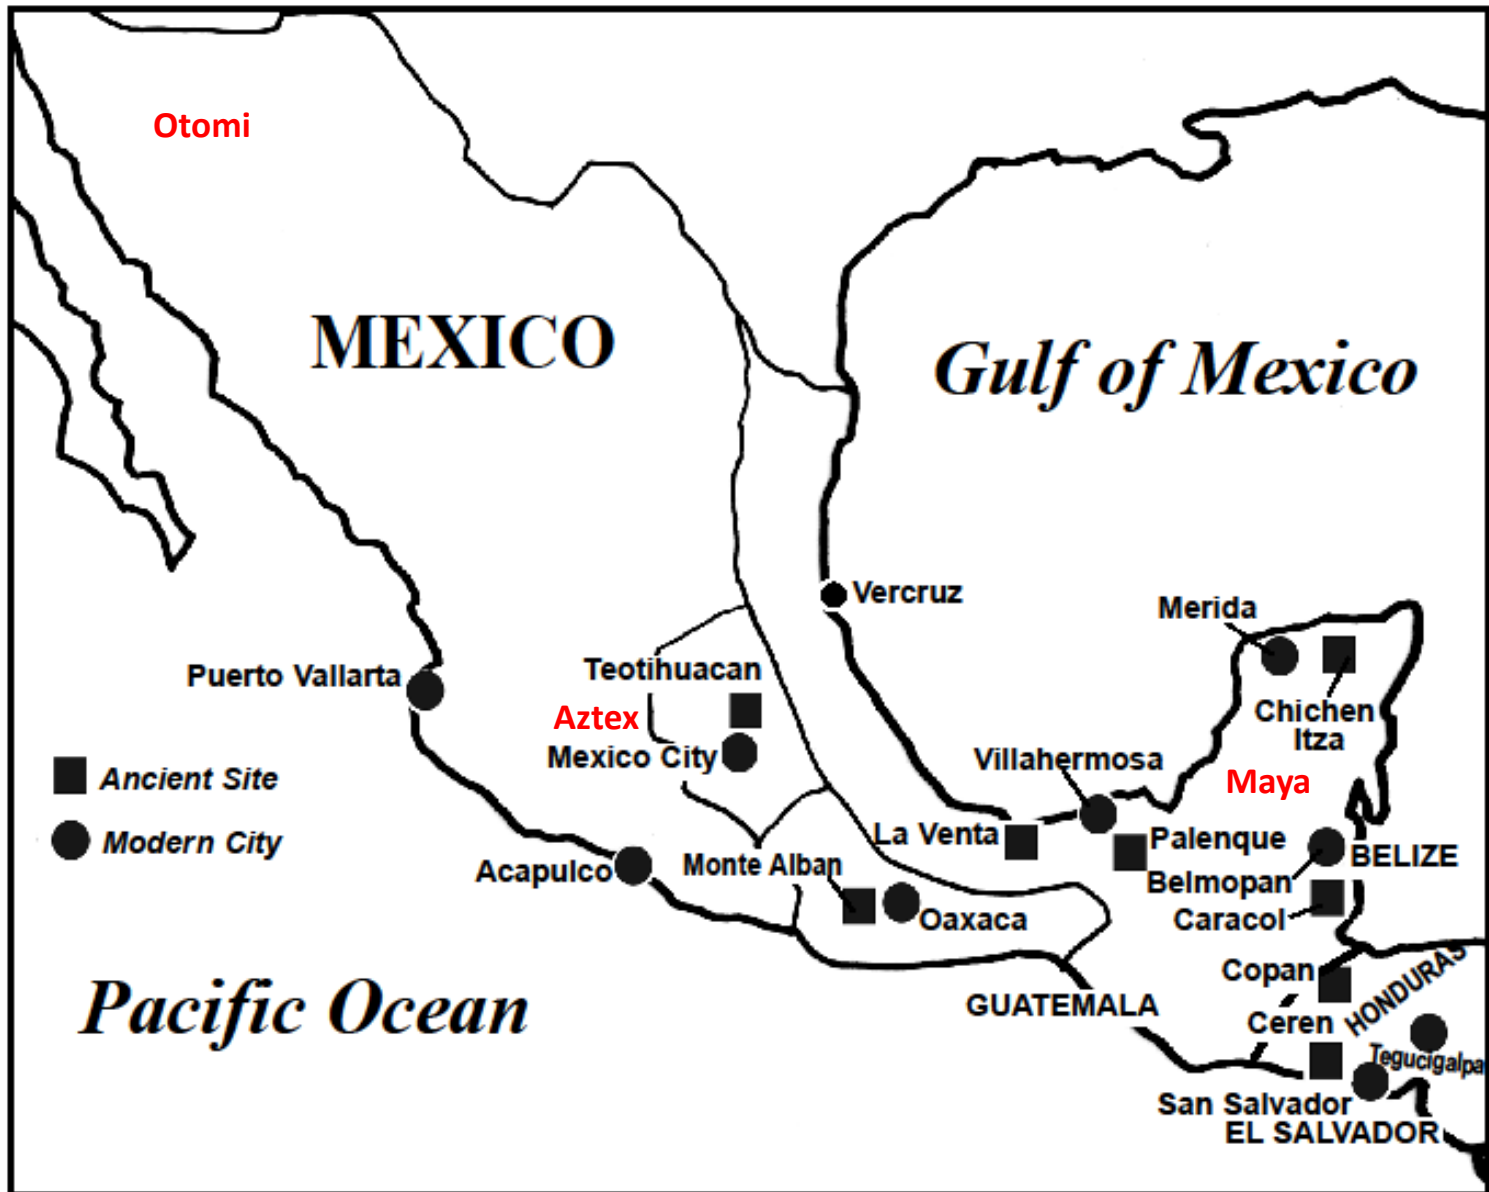 Otomi
MEXICO
Gulf of Mexico
Vercruz
Merida
Puerto Vallarta
Teotihuacan
Aztex
Mexico City
Chichen
Itza
Villahermosa
Maya
Ancient Site
Modern City
La Venta
Palenque
BELIZE
Acapulco
Monte Alban
Belmopan
Oaxaca
Caracol
Copan
HONDURAS
Pacific Ocean
GUATEMALA
Ceren
Tegucigalpa
San Salvador
EL SALVADOR